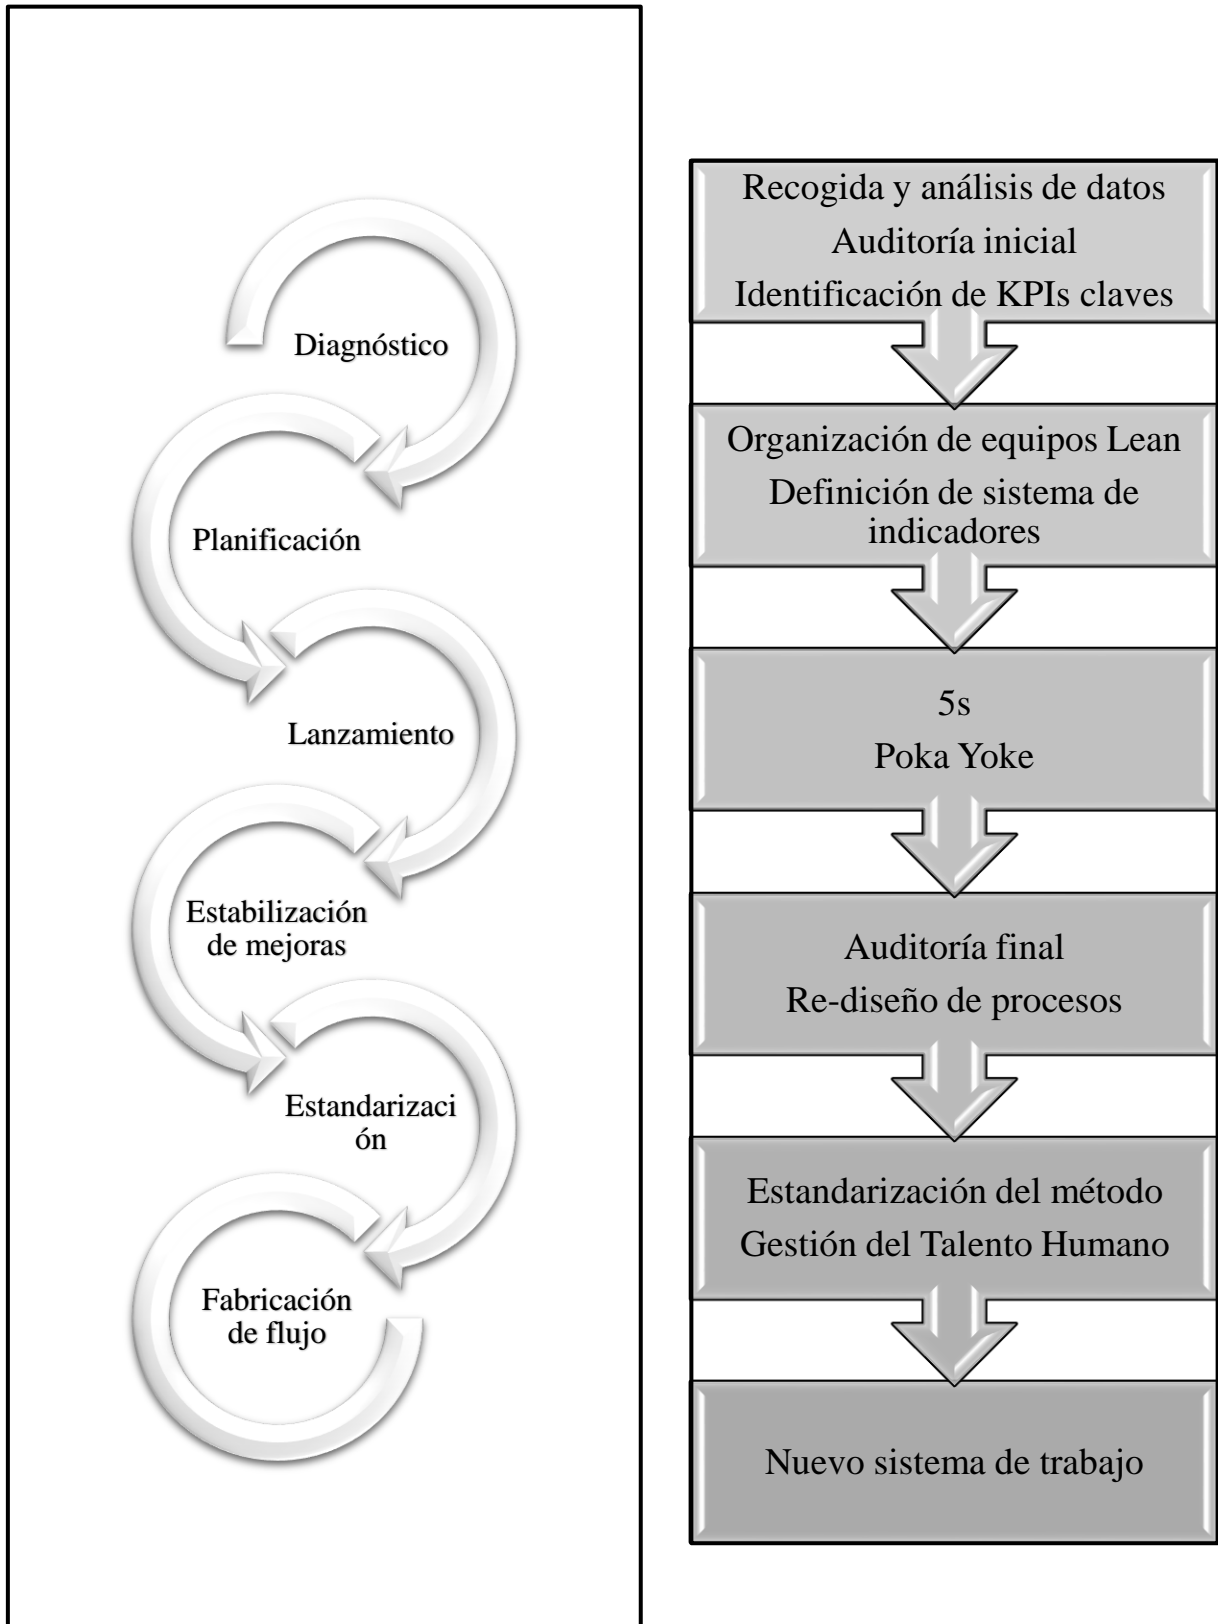 Diagnóstico
Planificación
Lanzamiento
Estabilización
de mejoras
Estandarizaci
ón
Fabricación
de flujo
Recogida y análisis de datos
Auditoría inicial
Identificación de KPIs claves
Organización de equipos Lean
Definición de sistema de
indicadores
5s
Poka Yoke
Auditoría final
Re-diseño de procesos
Estandarización del método
Gestión del Talento Humano
Nuevo sistema de trabajo